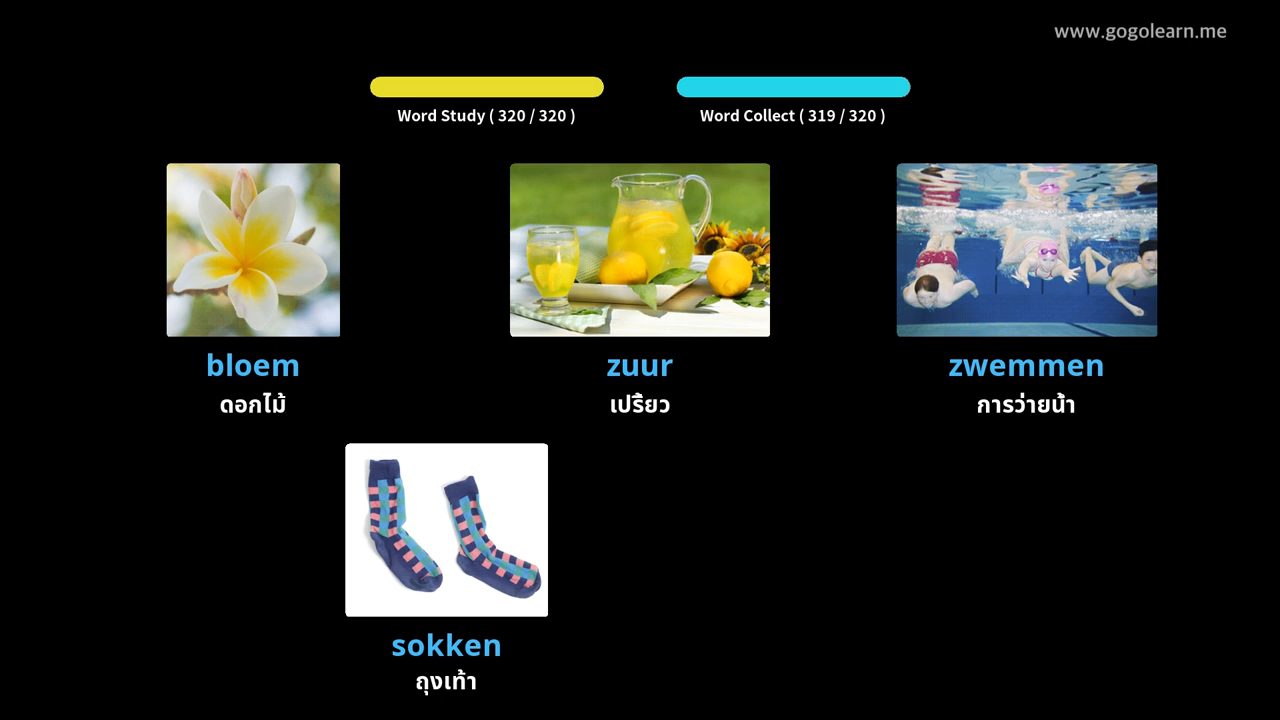 www.gogolearn.me
Word Study ( 320 / 320 )
Word Collect ( 319 / 320 )
bloem
zuur
zwemmen
ดอกไม้
เปรี้ยว
การว่ายน้ำ
sokken
ถุงเท้า